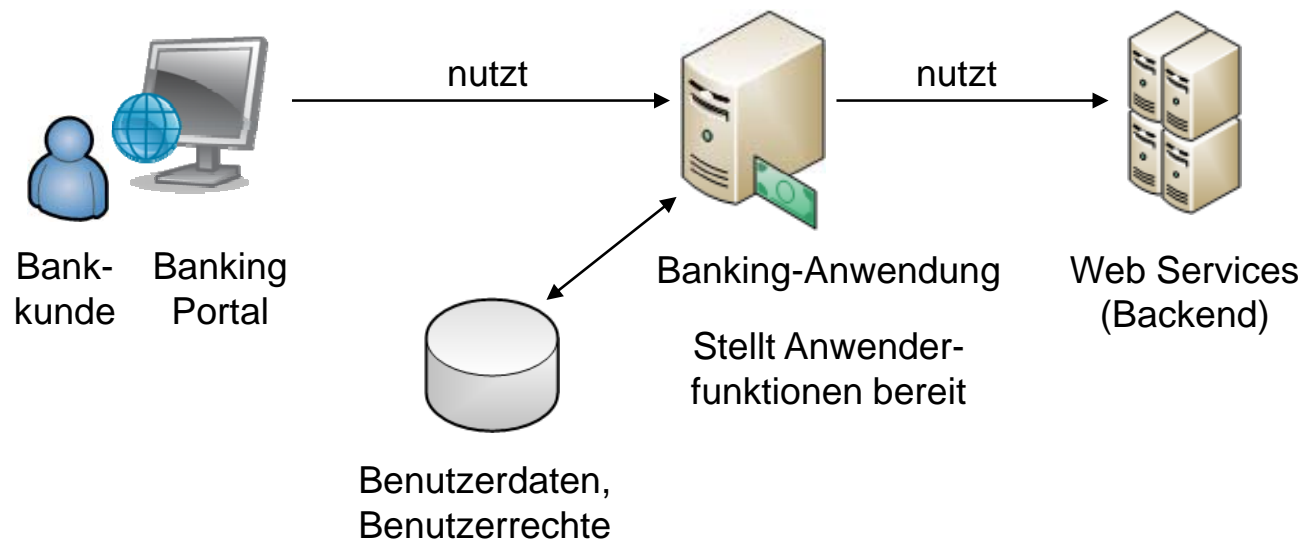 nutzt
nutzt
Bank-
kunde
Banking
Portal
Banking-Anwendung
Stellt Anwender-
funktionen bereit
Web Services
(Backend)
Benutzerdaten,
Benutzerrechte